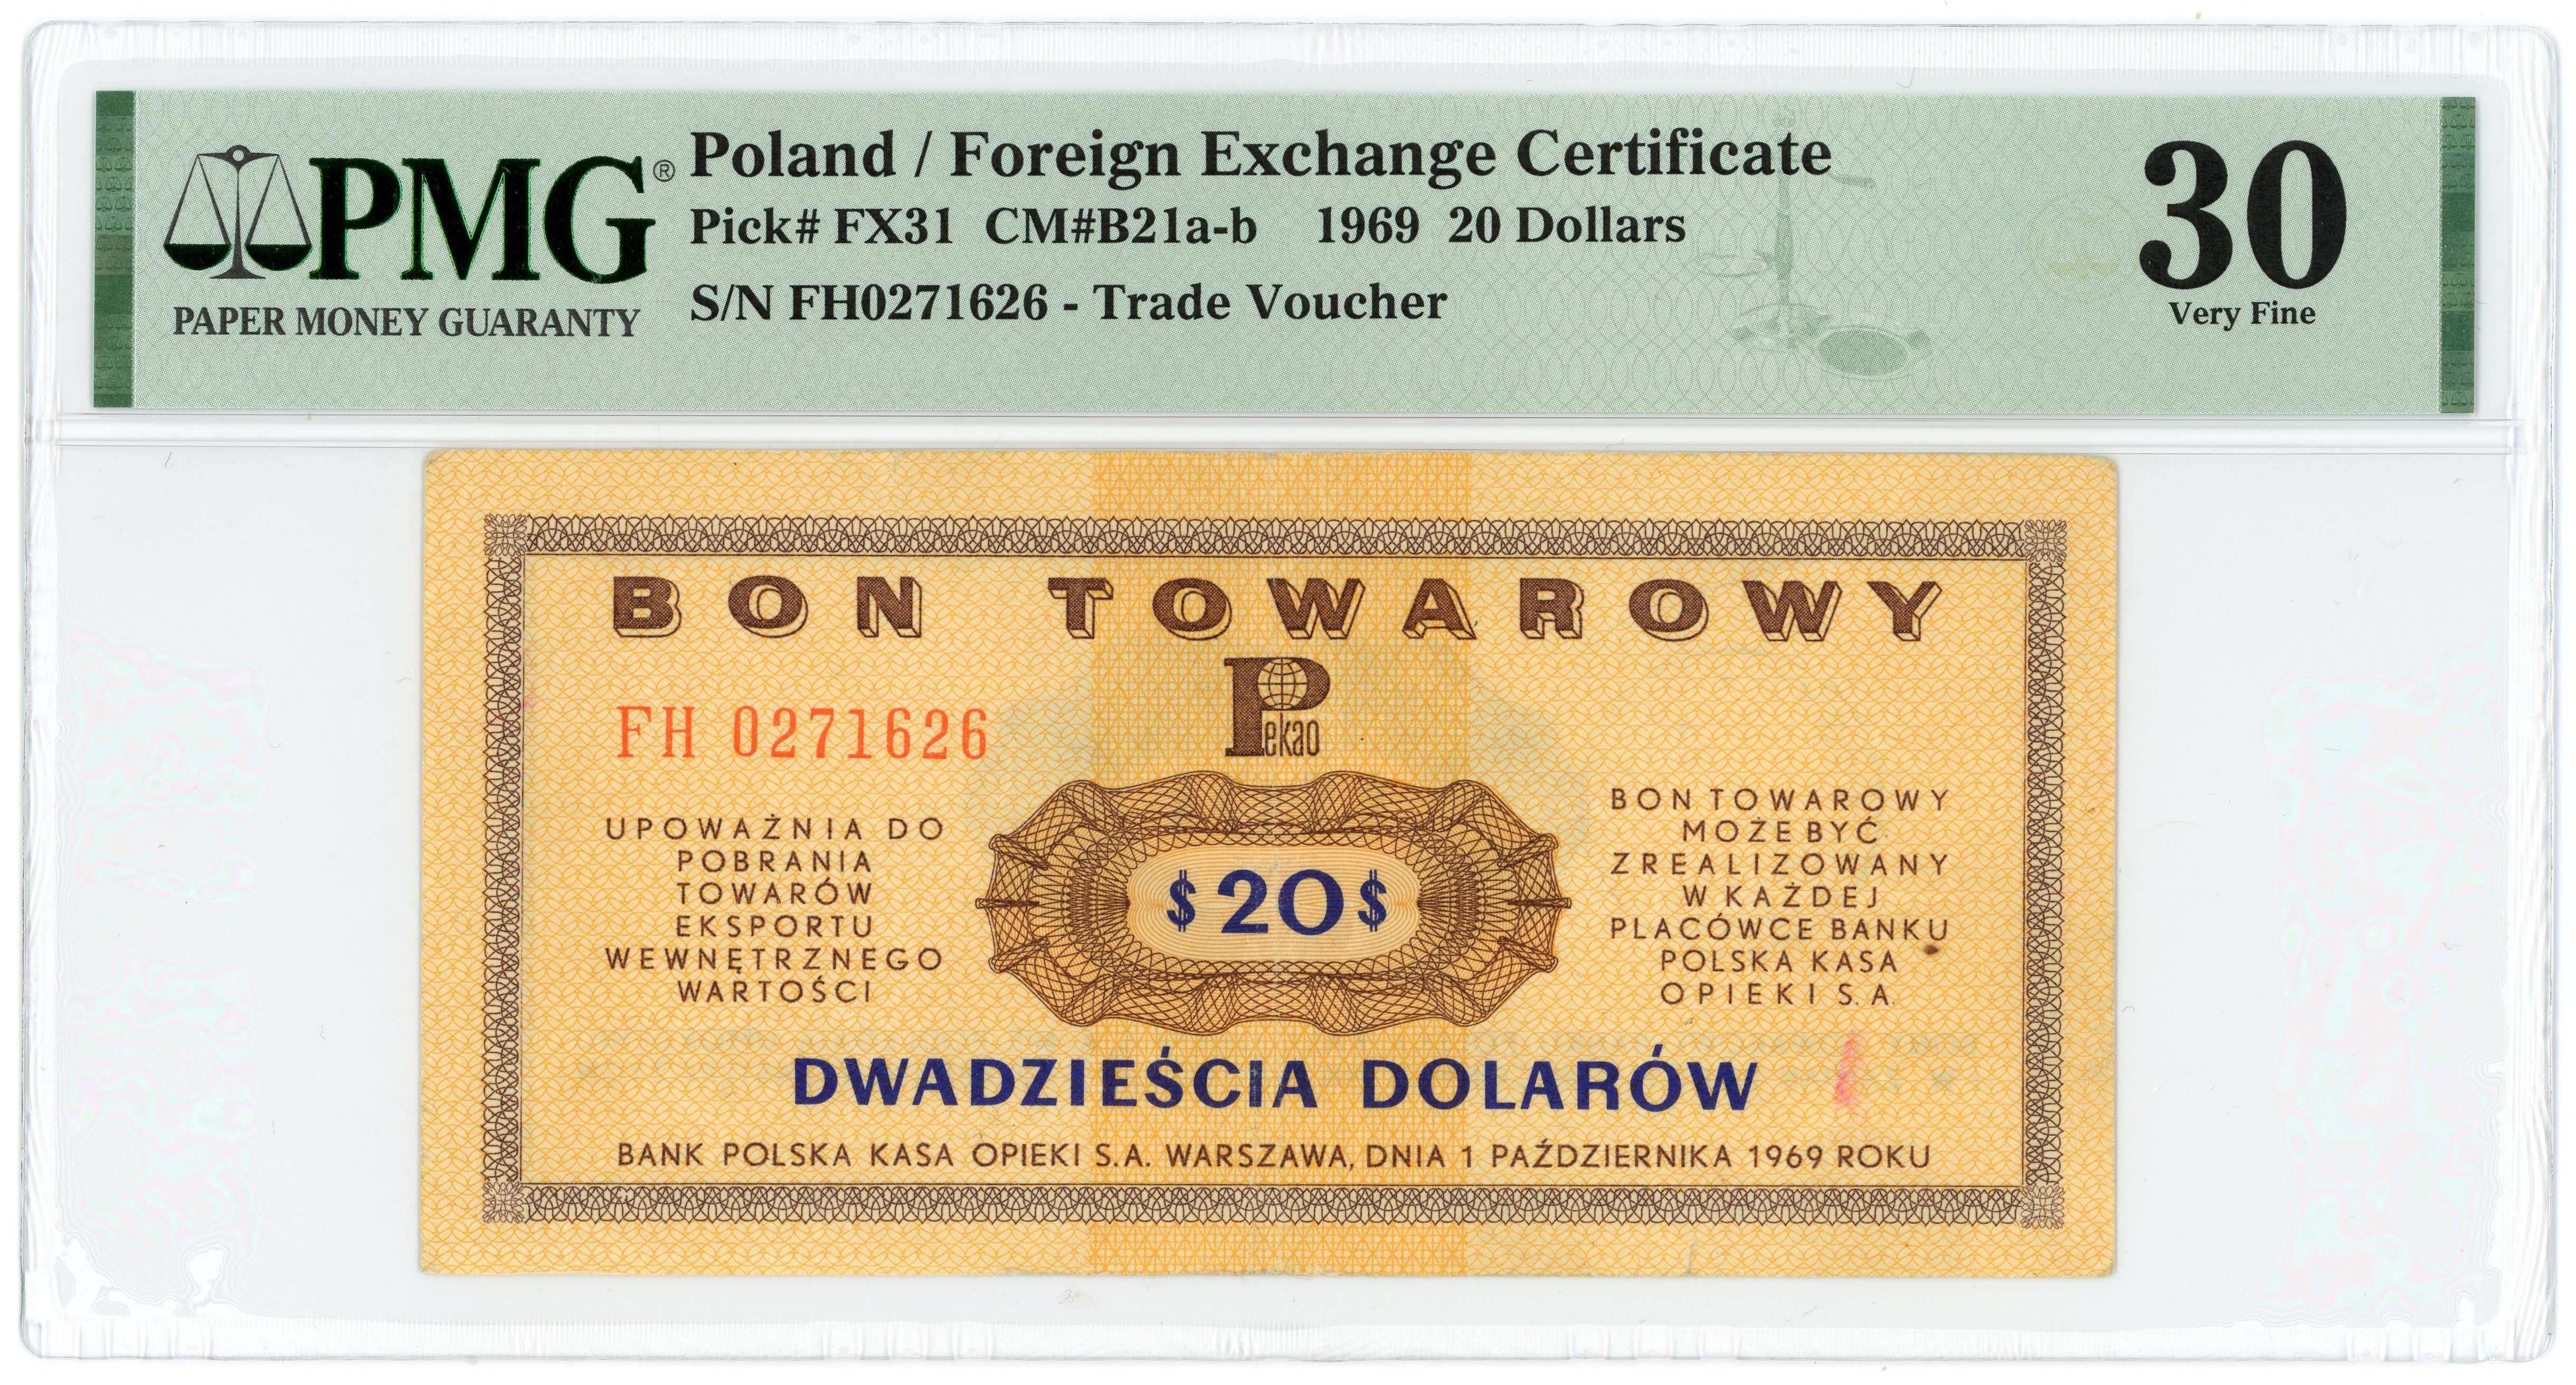 PMG®
PAPER MONEY GUARANTY
Poland / Foreign Exchange Certificate
Pick# FX31 CM#B21a-b 1969 20 Dollars
S/N FH0271626 - Trade Voucher
30
Very Fine
BON TOWAROWY
Pekao
FH 0271626
UPOWAŻNIA DO
POBRANIA
TOWARÓW
EKSPORTU
WEWNĘTRZNEGO
WARTOŚCI
$20$
BON TOWAROWY
MOŻE BYĆ
ZREALIZOWANY
W KAŻDEJ
PLACÓWCE BANKU
POLSKA KASA
OPIEKI S.A.
DWADZIEŚCIA DOLARÓW
BANK POLSKA KASA OPIEKI S.A. WARSZAWA, DNIA 1 PAŹDZIERNIKA 1969 ROKU